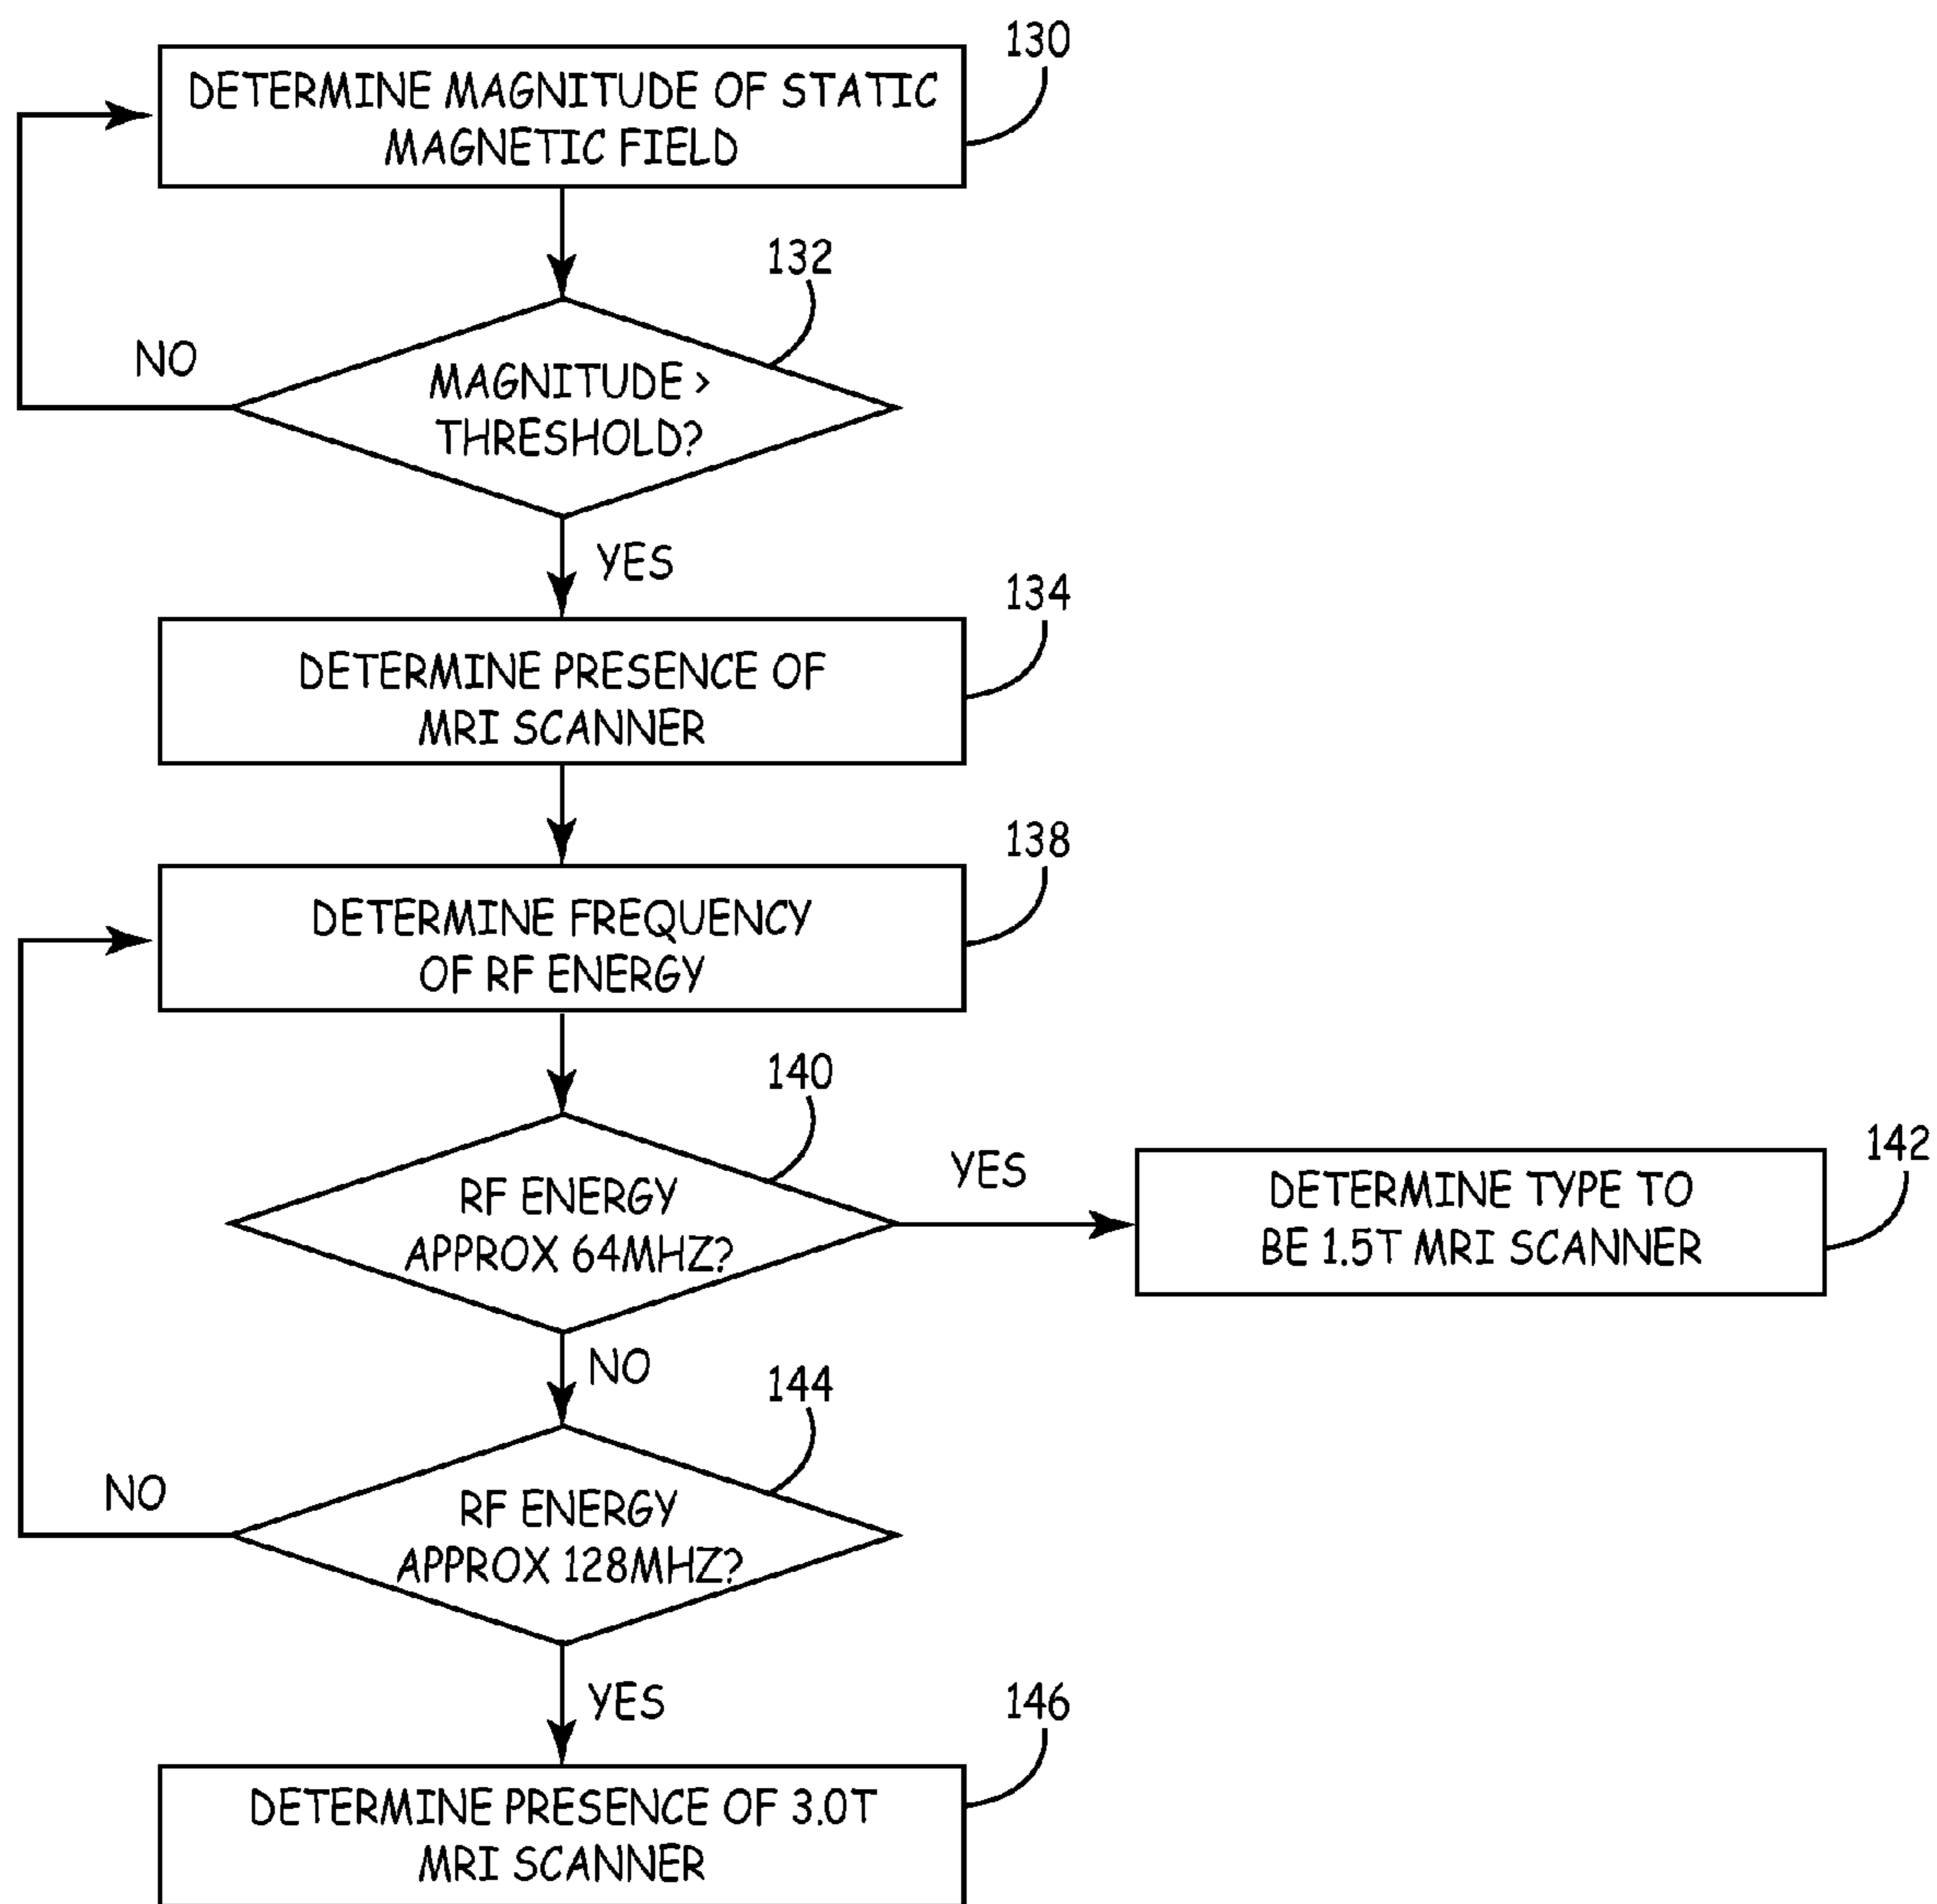 130
DETERMINE MAGNITUDE OF STATIC
MAGNETIC FIELD
132
NO
MAGNITUDE >
THRESHOLD?
YES
134
DETERMINE PRESENCE OF
MRI SCANNER
138
DETERMINE FREQUENCY
OF RF ENERGY
140
RF ENERGY
APPROX 64MHZ?
YES
142
DETERMINE TYPE TO
BE 1.5T MRI SCANNER
NO
144
NO
RF ENERGY
APPROX 128MHZ?
YES
146
DETERMINE PRESENCE OF 3.0T
MRI SCANNER